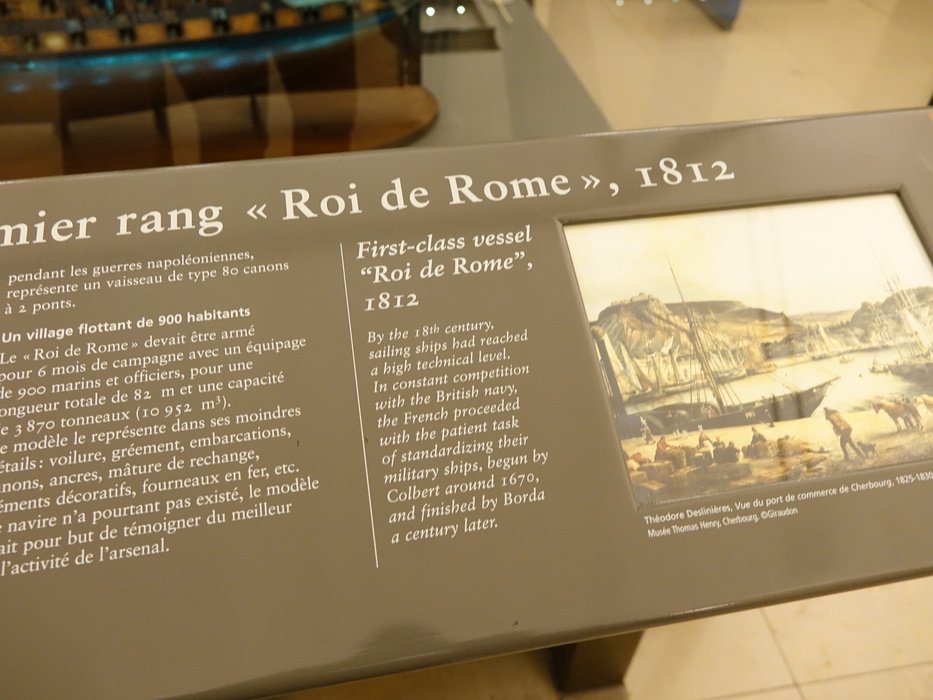 mier rang « Roi de Rome », 1812
pendant les guerres napoléoniennes,
représente un vaisseau de type 80 canons
à 2 ponts.
Un village flottant de 900 habitants
Le « Roi de Rome » devait être armé
pour 6 mois de campagne avec un équipage
de 900 marins et officiers, pour une
ongueur totale de 82 m et une capacité
e 3 870 tonneaux (10 952 m³).
e modèle le représente dans ses moindres
étails : voilure, gréement, embarcations,
nons, ancres, mâture de rechange,
éments décoratifs, fourneaux en fer, etc.
e navire n'a pourtant pas existé, le modèle
ait pour but de témoigner du meilleur
l'activité de l'arsenal.
First-class vessel
“Roi de Rome”,
1812
By the 18th century,
sailing ships had reached
a high technical level.
In constant competition
with the British navy,
the French proceeded
with the patient task
of standardizing their
military ships, begun by
Colbert around 1670,
and finished by Borda
a century later.
Théodore Deslinières, Vue du port de commerce de Cherbourg, 1825-1830
Musée Thomas Henry, Cherbourg. ©Giraudon